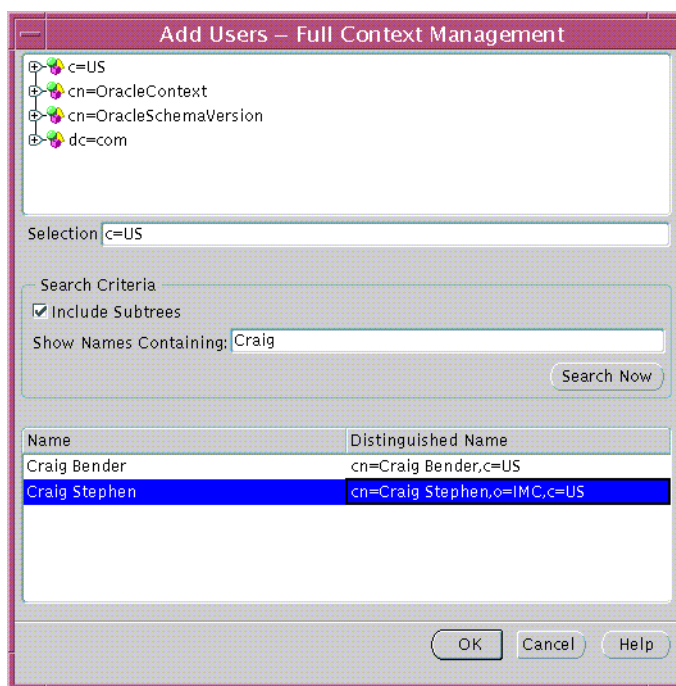 Add Users – Full Context Management
c=US
cn=OracleContext
cn=OracleSchemaVersion
dc=com
Selection c=US
Search Criteria
Include Subtrees
Show Names Containing: Craig
Search Now
Name Distinguished Name
Craig Bender cn=Craig Bender,c=US
Craig Stephen cn=Craig Stephen,o=IMC,c=US
OK Cancel Help